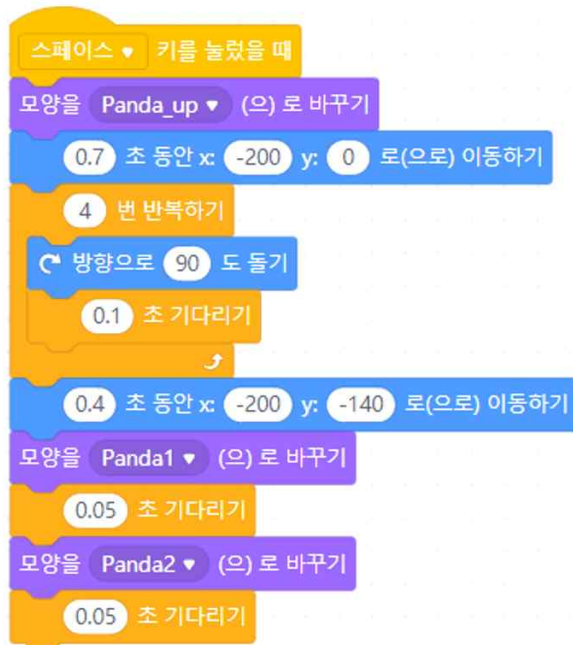 스페이스 키를 눌렀을 때
모양을 Panda_up (으) 로 바꾸기
0.7 초 동안 x: -200 y: 0 로(으로) 이동하기
4 번 반복하기
방향으로 90 도 돌기
0.1 초 기다리기
0.4 초 동안 x: -200 y: -140 로(으로) 이동하기
모양을 Panda1 (으) 로 바꾸기
0.05 초 기다리기
모양을 Panda2 (으) 로 바꾸기
0.05 초 기다리기